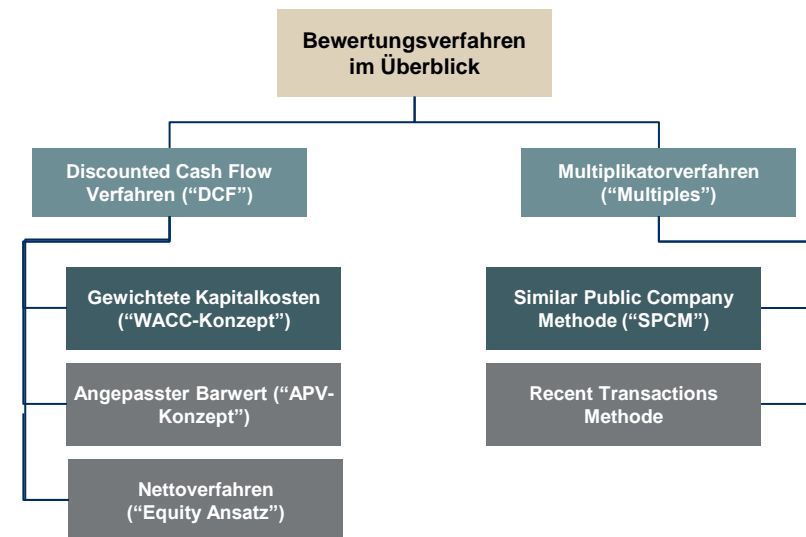 Bewertungsverfahren
im Überblick
Discounted Cash Flow
Verfahren (“DCF”)
Multiplikatorverfahren
(“Multiples”)
Gewichtete Kapitalkosten
(“WACC-Konzept”)
Similar Public Company
Methode (“SPCM”)
Angepasster Barwert (“APV-
Konzept”)
Recent Transactions
Methode
Nettoverfahren
(“Equity Ansatz”)